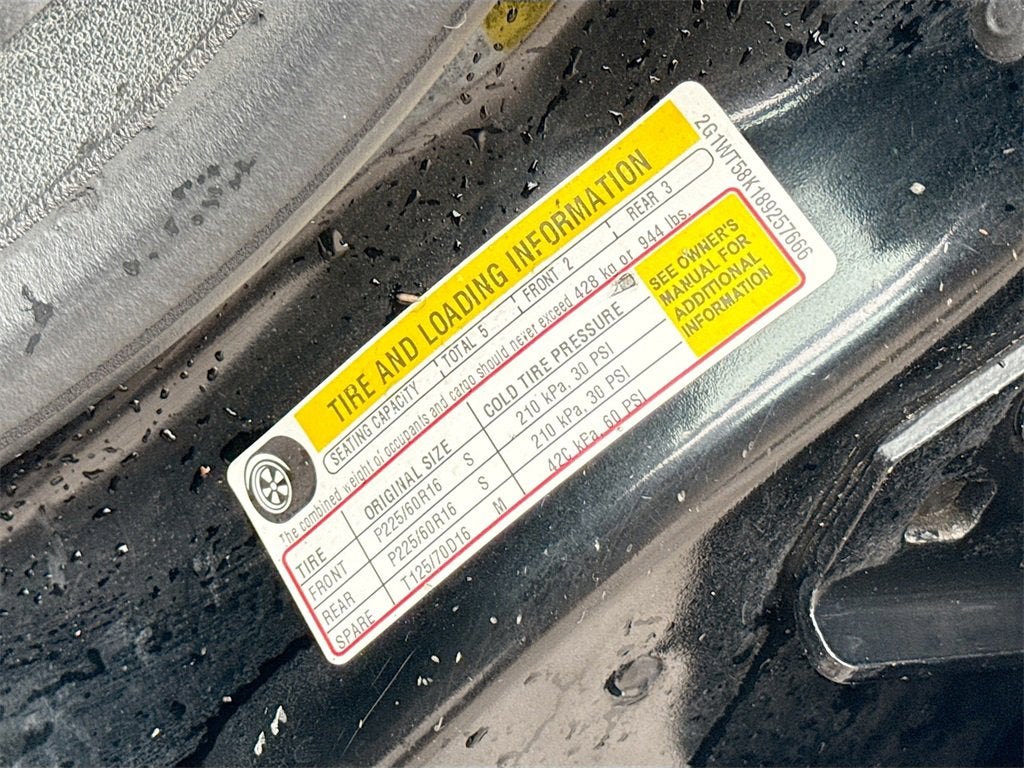 2G1WT58K189257666
TIRE AND LOADING INFORMATION
SEATING CAPACITY TOTAL 5 FRONT 2 REAR 3
The combined weight of occupants and cargo should never exceed 428 kg or 944 lbs.
TIRE ORIGINAL SIZE COLD TIRE PRESSURE
FRONT P225/60R16 S 210 kPa, 30 PSI
REAR P225/60R16 S 210 kPa, 30 PSI
SPARE T125/70D16 M 420 kPa, 60 PSI
SEE OWNER'S
MANUAL FOR
ADDITIONAL
INFORMATION